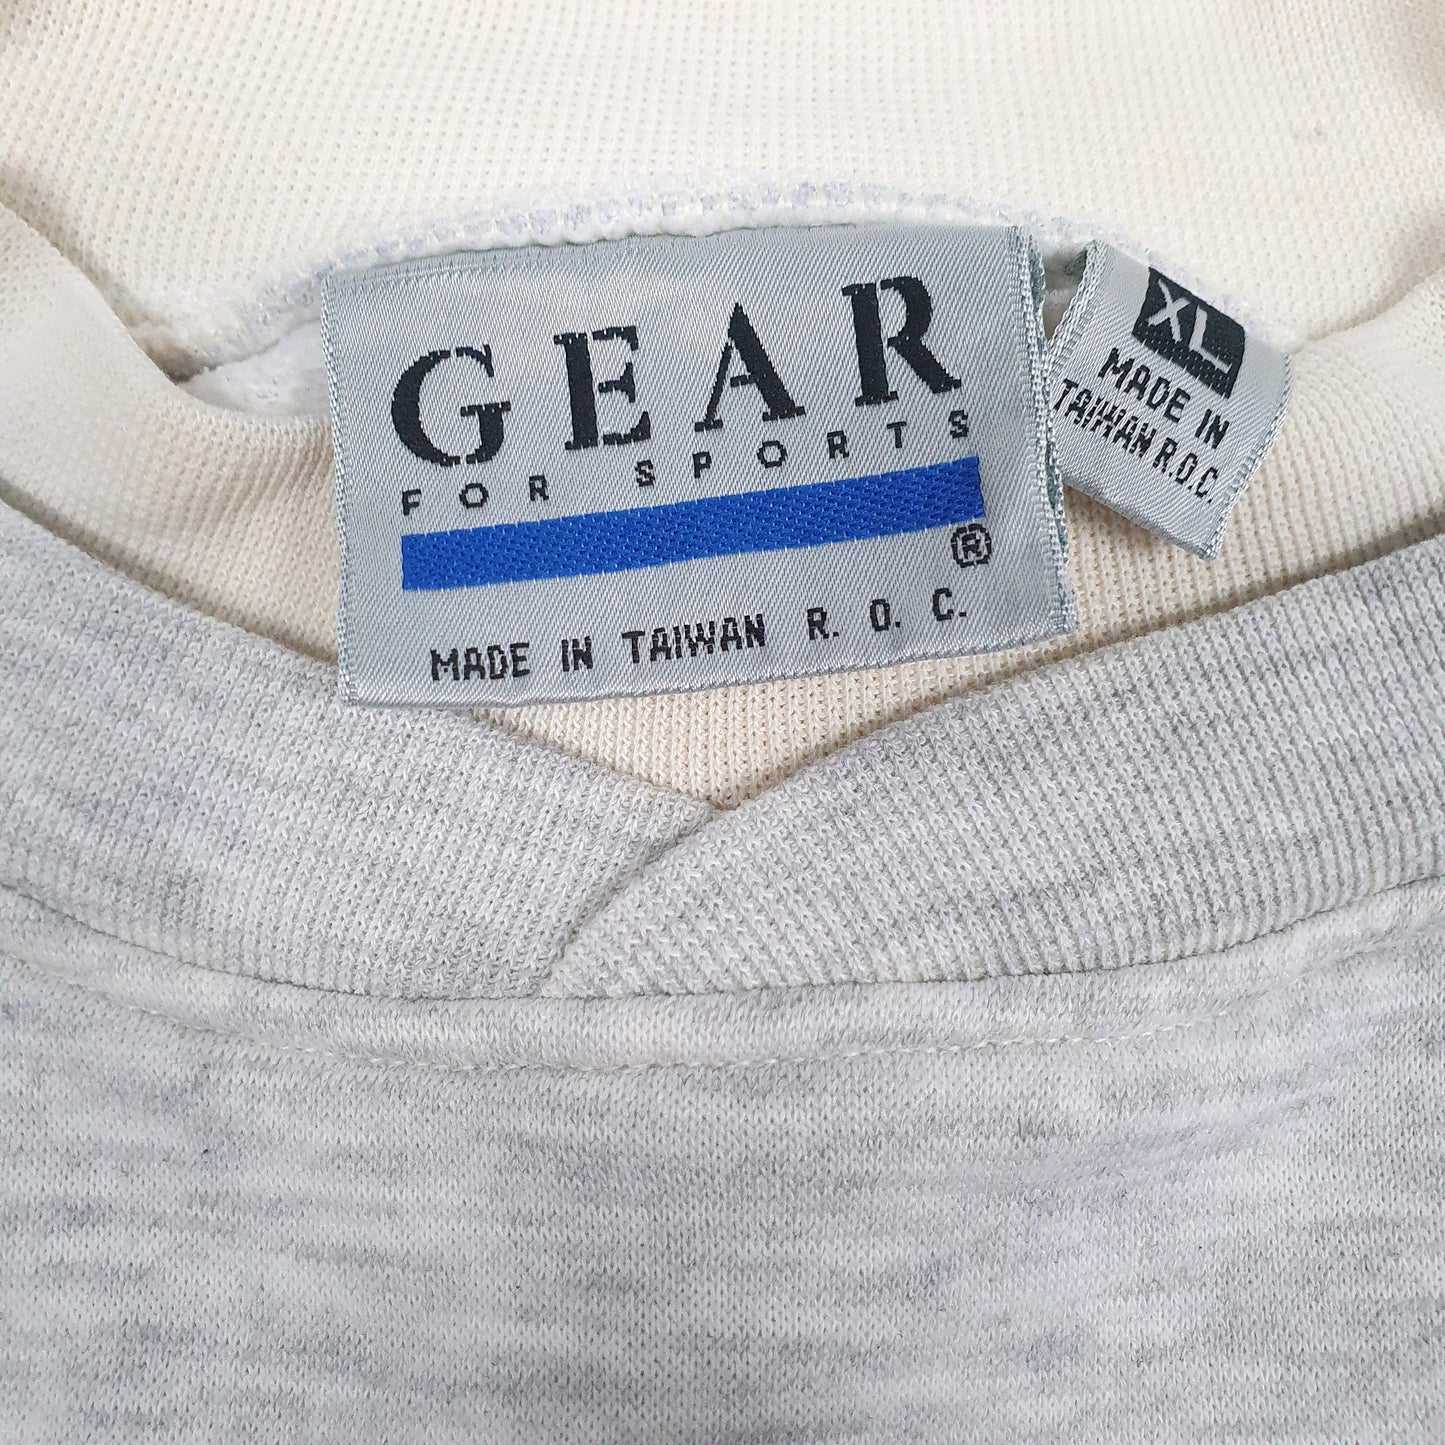 GEAR
FOR SPORTS
®
MADE IN TAIWAN R. O. C.
XL
MADE IN
TAIWAN R.O.C.